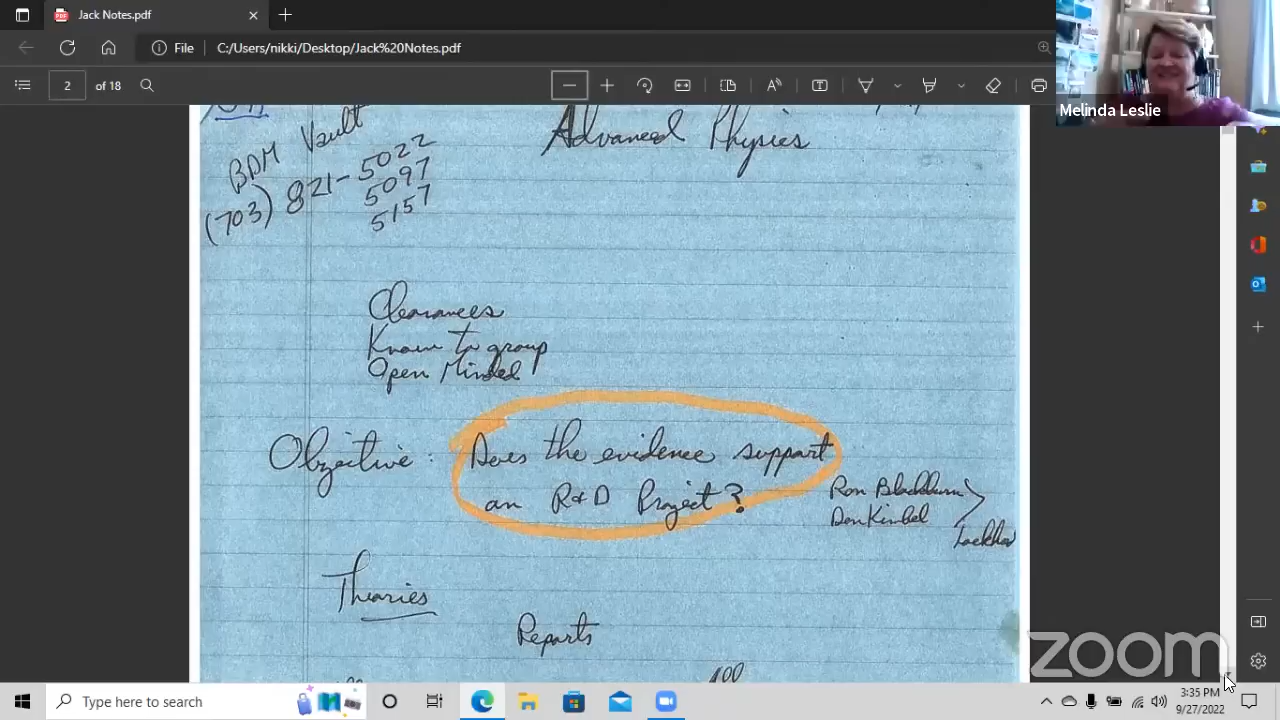 Jack Notes.pdf
File
C:/Users/nikki/Desktop/Jack%20Notes.pdf
2 of 18
Melinda Leslie
Advanced Physics
BDM Vault
(703) 821-5022
5097
5157
Clearances
Known to group
Open Minded
Objective: Does the evidence support
an R&D Project?
Ron Blackburn
Don Kimbel
Theories
Reports
zoom
Type here to search
3:35 PM
9/27/2022